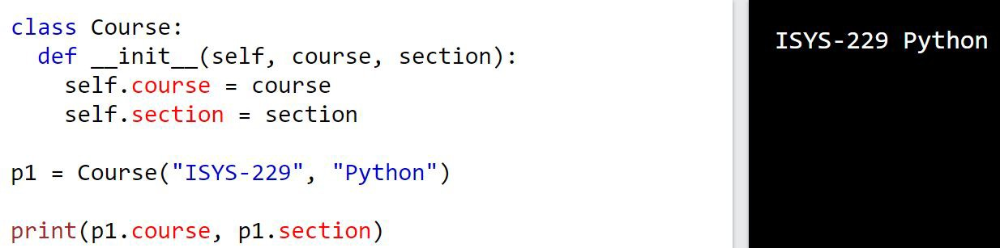 class Course:
  def __init__(self, course, section):
    self.course = course
    self.section = section

p1 = Course("ISYS-229", "Python")

print(p1.course, p1.section)
ISYS-229 Python